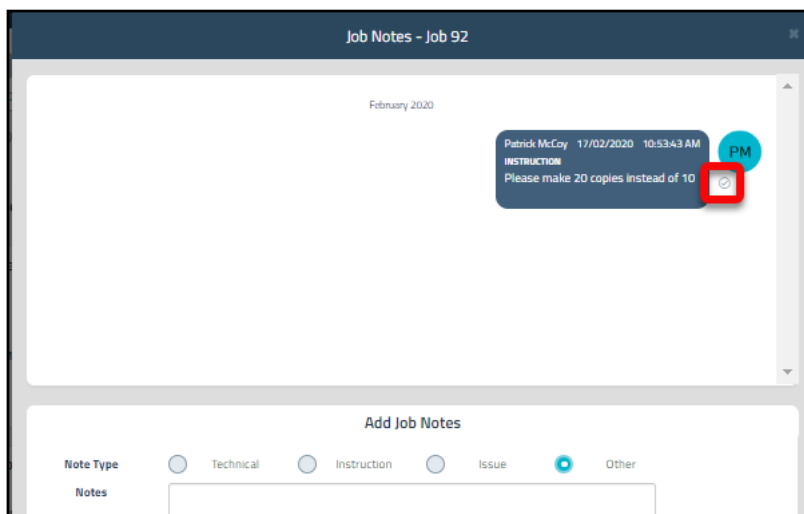 Job Notes - Job 92
February 2020
Patrick McCoy 17/02/2020 10:53:43 AM
PM
INSTRUCTION
Please make 20 copies instead of 10
Add Job Notes
Note Type Technical Instruction Issue Other
Notes